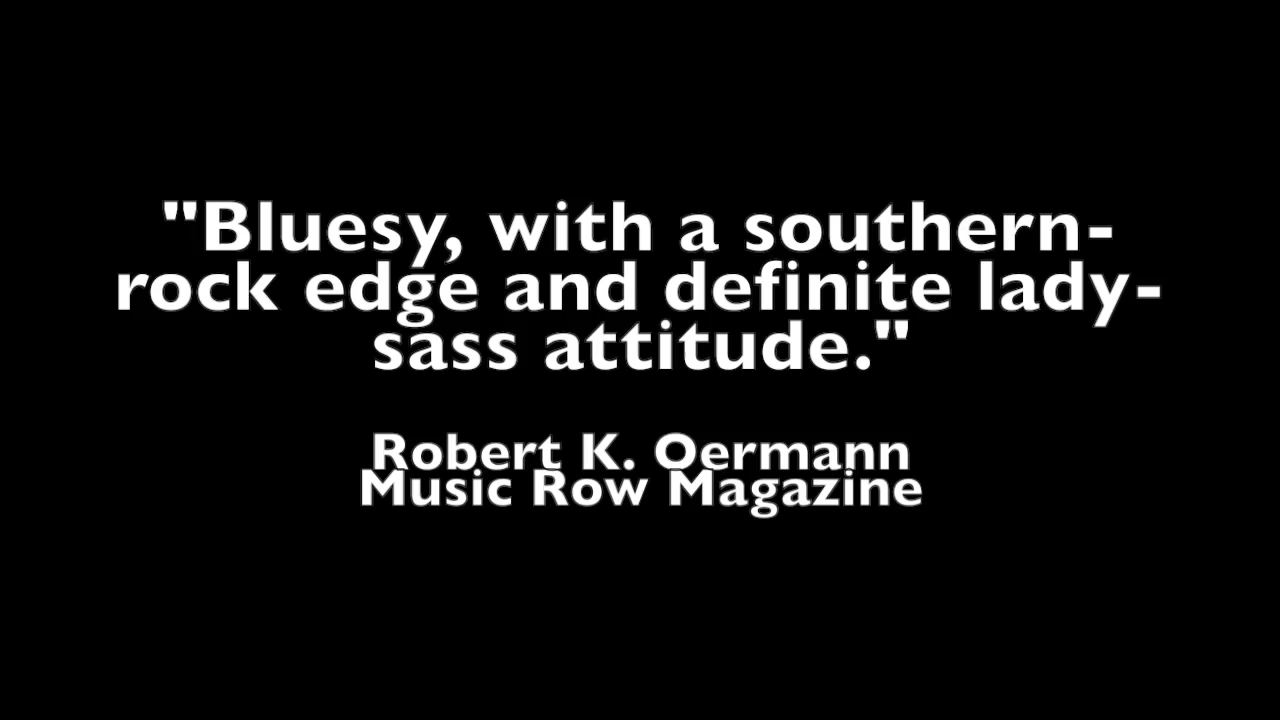 "Bluesy, with a southern-
rock edge and definite lady-
sass attitude."
Robert K. Oermann
Music Row Magazine